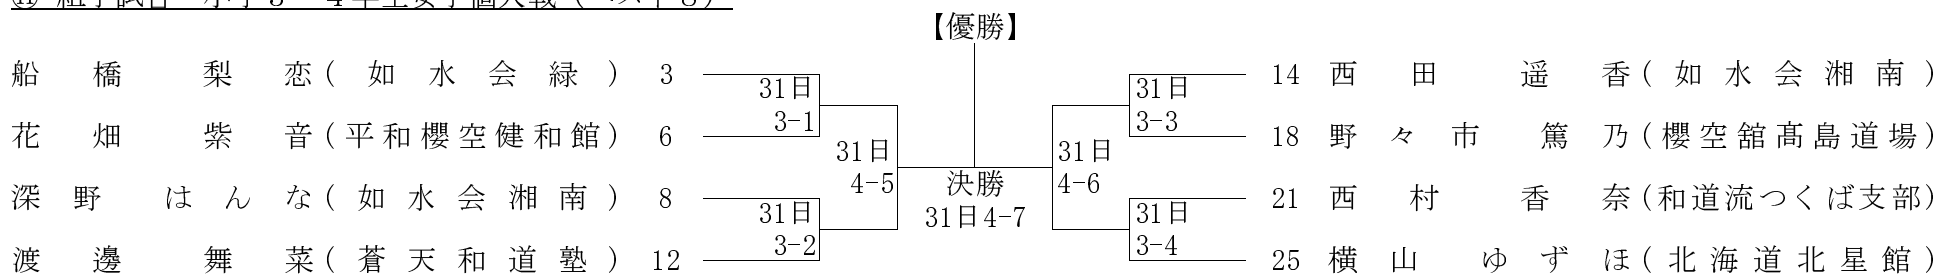 【優勝】
船橋 梨恋(如水会緑) 3
31日
3-1
花畑 紫音(平和櫻空健和館) 6
31日
4-5
深野 はんな(如水会湘南) 8
31日
3-2
渡邊 舞菜(蒼天和道塾) 12
決勝
31日4-7
14 西田 遥香(如水会湘南)
31日
3-3
18 野々市 篤乃(櫻空舘髙島道場)
31日
4-6
21 西村 香奈(和道流つくば支部)
31日
3-4
25 横山 ゆずほ(北海道北星館)